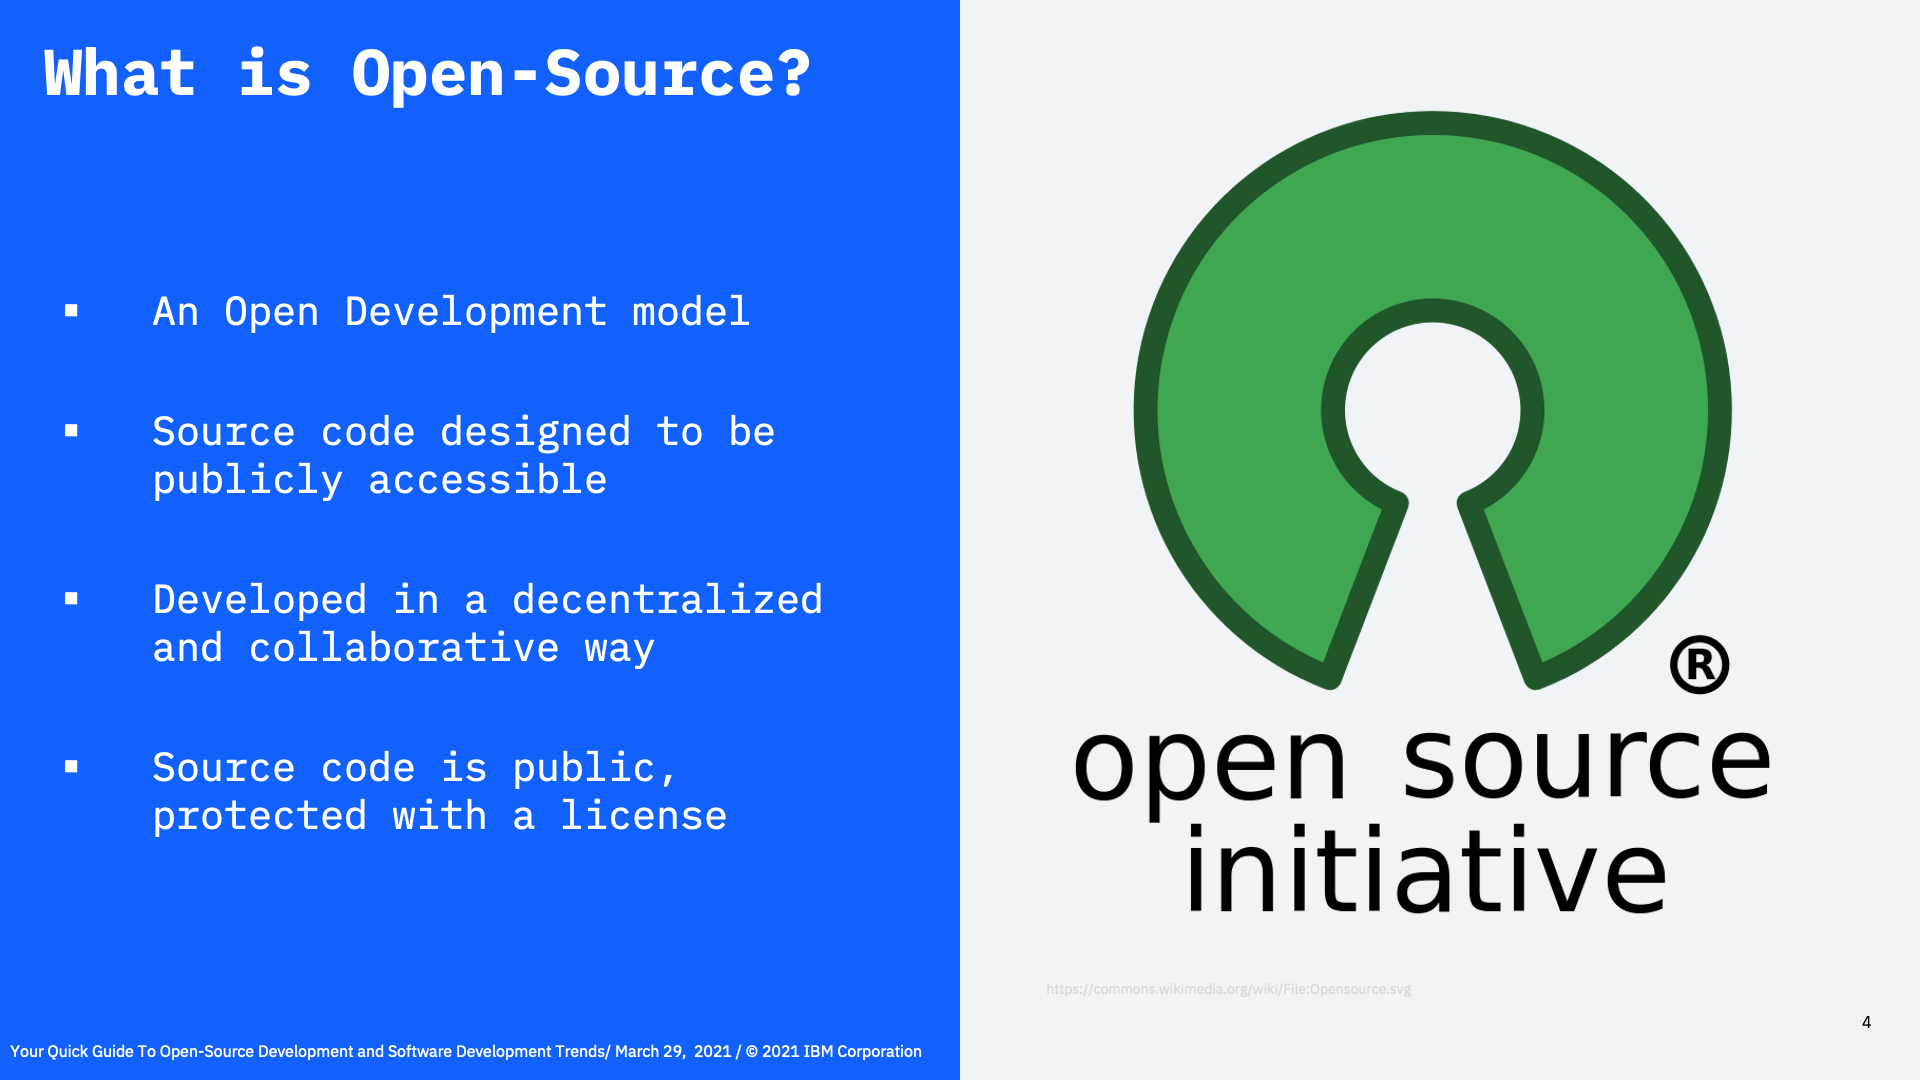 What is Open-Source?
▪ An Open Development model
▪ Source code designed to be
publicly accessible
▪ Developed in a decentralized
and collaborative way
▪ Source code is public,
protected with a license
®
open source
initiative
https://commons.wikimedia.org/wiki/File:Opensource.svg
4
Your Quick Guide To Open-Source Development and Software Development Trends/ March 29,  2021 / © 2021 IBM Corporation